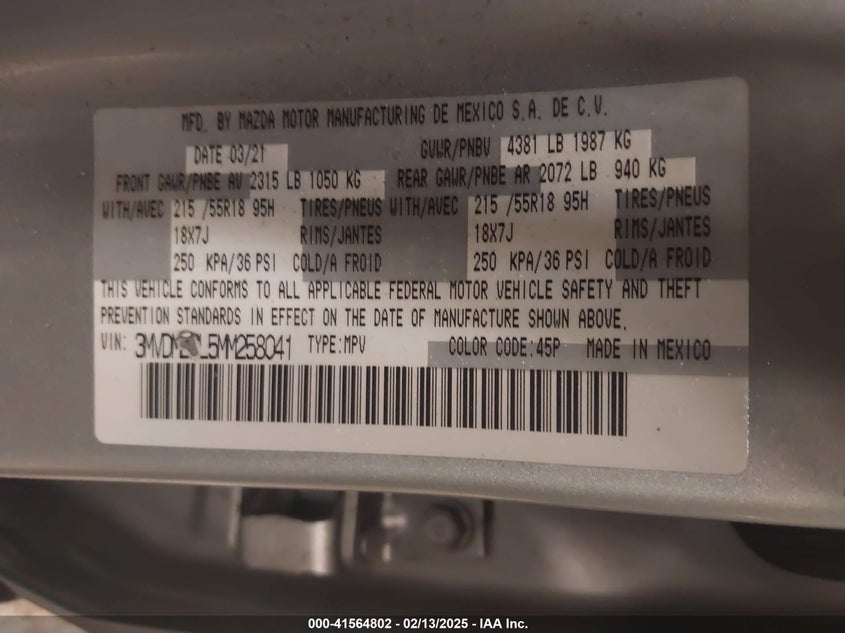 MFD. BY MAZDA MOTOR MANUFACTURING DE MEXICO S.A. DE C.V.
DATE 03/21 GVWR/PNBV 4381 LB 1987 KG
FRONT GAWR/PNBE AV 2315 LB 1050 KG REAR GAWR/PNBE AR 2072 LB 940 KG
WITH/AVEC 215 /55R18 95H TIRES/PNEUS WITH/AVEC 215 /55R18 95H TIRES/PNEUS
18X7J RIMS/JANTES 18X7J RIMS/JANTES
250 KPA/36 PSI COLD/A FROID 250 KPA/36 PSI COLD/A FROID
THIS VEHICLE CONFORMS TO ALL APPLICABLE FEDERAL MOTOR VEHICLE SAFETY AND THEFT
PREVENTION STANDARDS IN EFFECT ON THE DATE OF MANUFACTURE SHOWN ABOVE.
VIN: TYPE:MPV COLOR CODE:45P MADE IN MEXICO
000-41564802 — 02/13/2025 — IAA Inc.